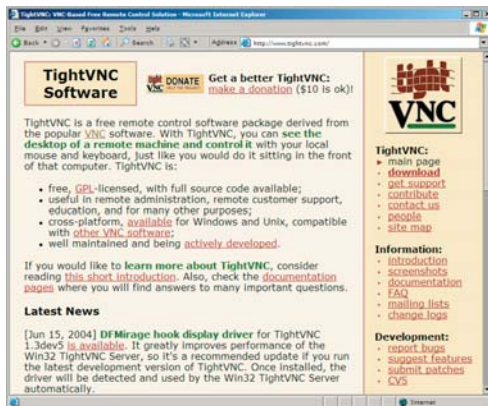 TightVNC: VNC-Based Free Remote Control Solution - Microsoft Internet Explorer
File Edit View Favorites Tools Help
Back Search Address http://www.tightvnc.com/
TightVNC
Software
DONATE
Get a better TightVNC:
make a donation ($10 is ok)!
TightVNC is a free remote control software package derived from
the popular VNC software. With TightVNC, you can see the
desktop of a remote machine and control it with your local
mouse and keyboard, just like you would do it sitting in the front
of that computer. TightVNC is:
• free, GPL-licensed, with full source code available;
• useful in remote administration, remote customer support,
education, and for many other purposes;
• cross-platform, available for Windows and Unix, compatible
with other VNC software;
• well maintained and being actively developed.
If you would like to learn more about TightVNC, consider
reading this short introduction. Also, check the documentation
pages where you will find answers to many important questions.
Latest News
[Jun 15, 2004] DFMirage hook display driver for TightVNC
1.3dev5 is available. It greatly improves performance of the
Win32 TightVNC Server, so it's a recommended update if you run
the latest development version of TightVNC. Once installed, the
driver will be detected and used by the Win32 TightVNC Server
automatically.
VNC
TightVNC:
main page
download
get support
contribute
contact us
people
site map
Information:
introduction
screenshots
documentation
FAQ
mailing lists
change logs
Development:
report bugs
suggest features
submit patches
CVS
Internet